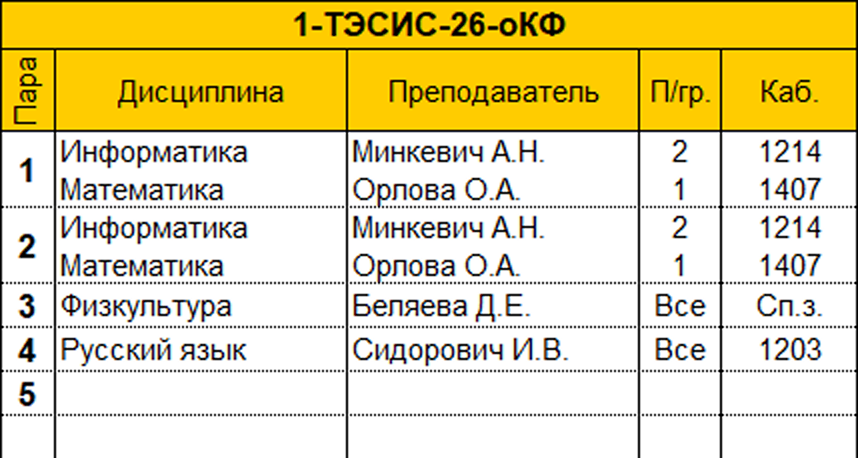 1-ТЭСИС-26-оКФ
Пара Дисциплина Преподаватель П/гр. Каб.
1 Информатика Минкевич А.Н. 2 1214
Математика Орлова О.А. 1 1407
2 Информатика Минкевич А.Н. 2 1214
Математика Орлова О.А. 1 1407
3 Физкультура Беляева Д.Е. Все Сп.з.
4 Русский язык Сидорович И.В. Все 1203
5